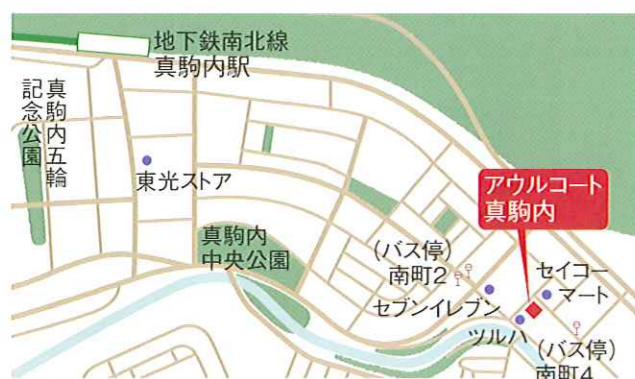 地下鉄南北線
真駒内駅
真駒内五輪
記念公園
東光ストア
真駒内
中央公園
アウルコート
真駒内
(バス停)
南町2
セイコー
マート
セブンイレブン
ツルハ
(バス停)
南町4